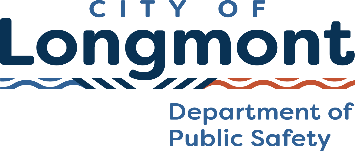 CITY OF
Longmont
Department of
Public Safety